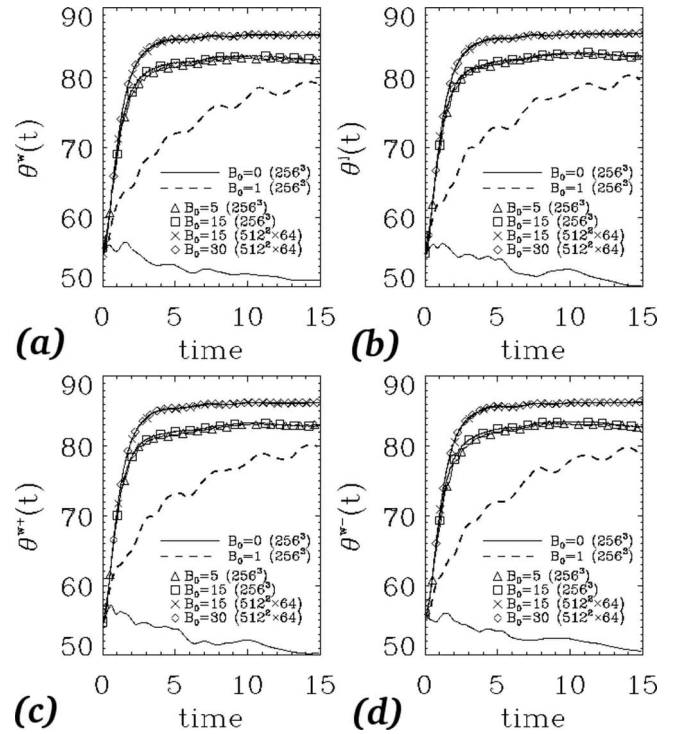 θʷ(t)
90
80
70
60
50
B₀=0 (256³)
B₀=1 (256³)
B₀=5 (256³)
B₀=15 (256³)
B₀=15 (512²×64)
B₀=30 (512²×64)
0 5 10 15
(a) time
θʲ(t)
90
80
70
60
50
B₀=0 (256³)
B₀=1 (256³)
B₀=5 (256³)
B₀=15 (256³)
B₀=15 (512²×64)
B₀=30 (512²×64)
0 5 10 15
(b) time
θʷ⁺(t)
90
80
70
60
50
B₀=0 (256³)
B₀=1 (256³)
B₀=5 (256³)
B₀=15 (256³)
B₀=15 (512²×64)
B₀=30 (512²×64)
0 5 10 15
(c) time
θʷ⁻(t)
90
80
70
60
50
B₀=0 (256³)
B₀=1 (256³)
B₀=5 (256³)
B₀=15 (256³)
B₀=15 (512²×64)
B₀=30 (512²×64)
0 5 10 15
(d) time